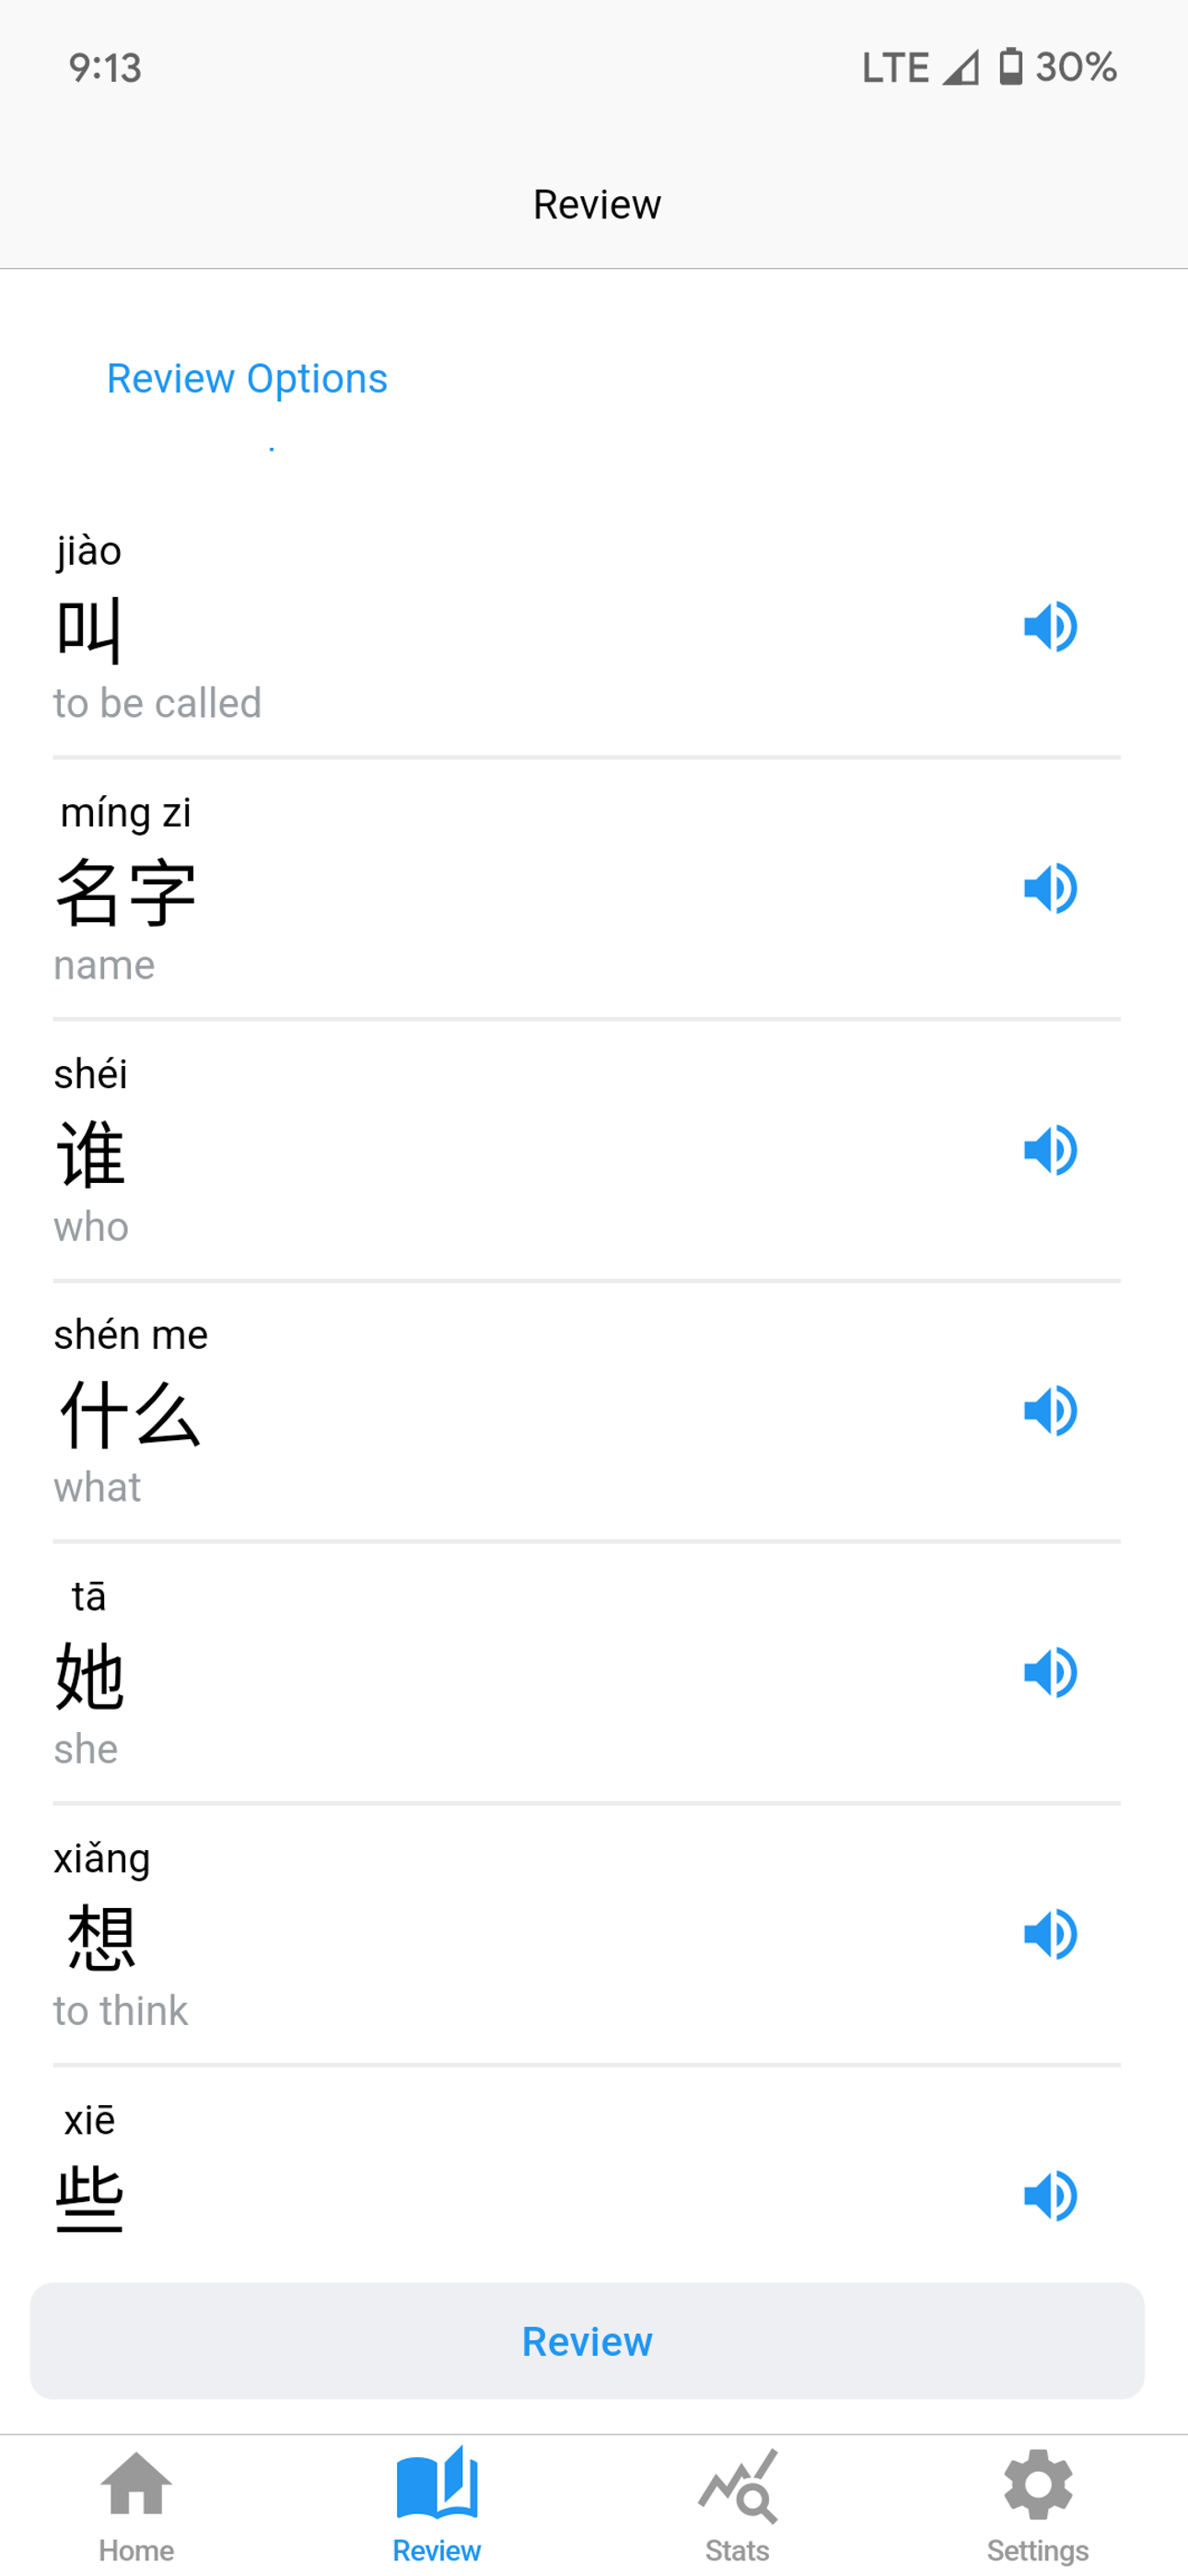 9:13 LTE 30%
Review
Review Options
jiào
叫
to be called
míng zi
名字
name
shéi
谁
who
shén me
什么
what
tā
她
she
xiǎng
想
to think
xiē
些
Review
Home Review Stats Settings